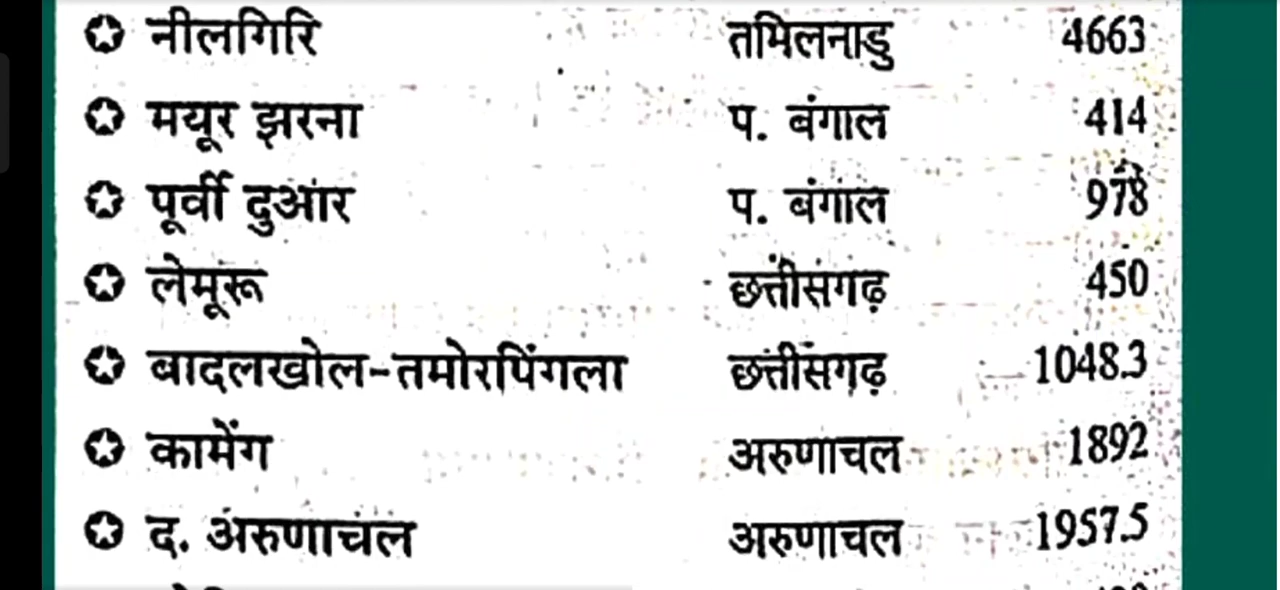 नीलगिरि तमिलनाडु 4663
मयूर झरना प. बंगाल 414
पूर्वी दुआर प. बंगाल 978
लेमूरू छत्तीसगढ़ 450
बादलखोल-तमोरपिंगला छत्तीसगढ़ 1048.3
कामेंग अरुणाचल 1892
द. अरुणाचल अरुणाचल 1957.5